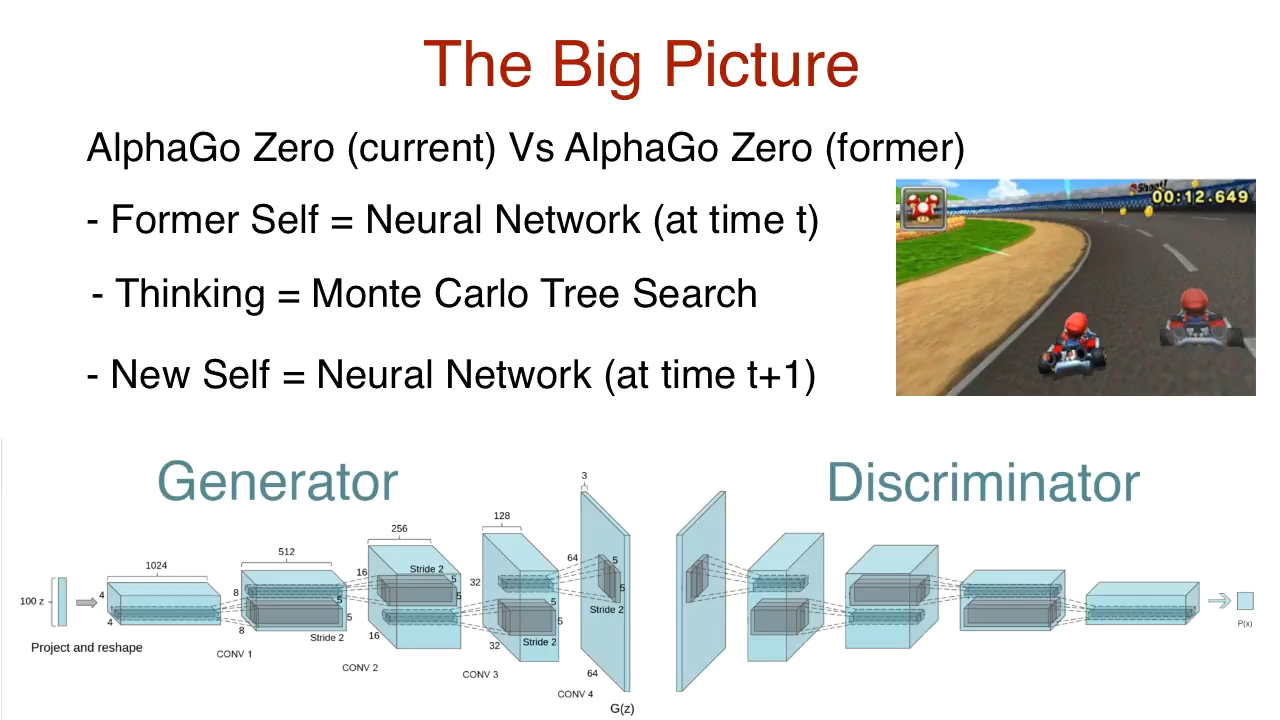 The Big Picture
AlphaGo Zero (current) Vs AlphaGo Zero (former)
- Former Self = Neural Network (at time t)
- Thinking = Monte Carlo Tree Search
- New Self = Neural Network (at time t+1)
00:12.649
Generator
Discriminator
3
128
256
512
1024
100 z
4
4
Project and reshape
8
8
5
5
Stride 2
CONV 1
16
16
Stride 2
5
5
CONV 2
32
32
5
5
Stride 2
CONV 3
64
64
5
5
Stride 2
CONV 4
G(z)
P(x)